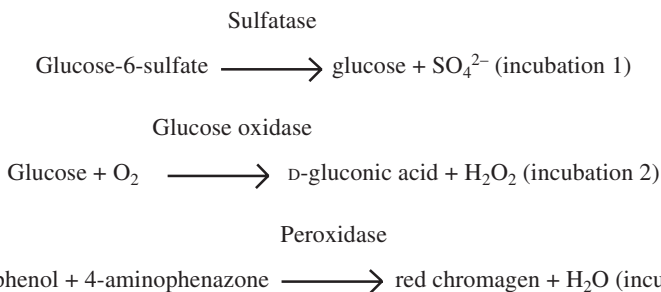 Sulfatase
Glucose-6-sulfate ⟶ glucose + SO₄²⁻ (incubation 1)
Glucose oxidase
Glucose + O₂ ⟶ D-gluconic acid + H₂O₂ (incubation 2)
Peroxidase
phenol + 4-aminophenazone ⟶ red chromagen + H₂O